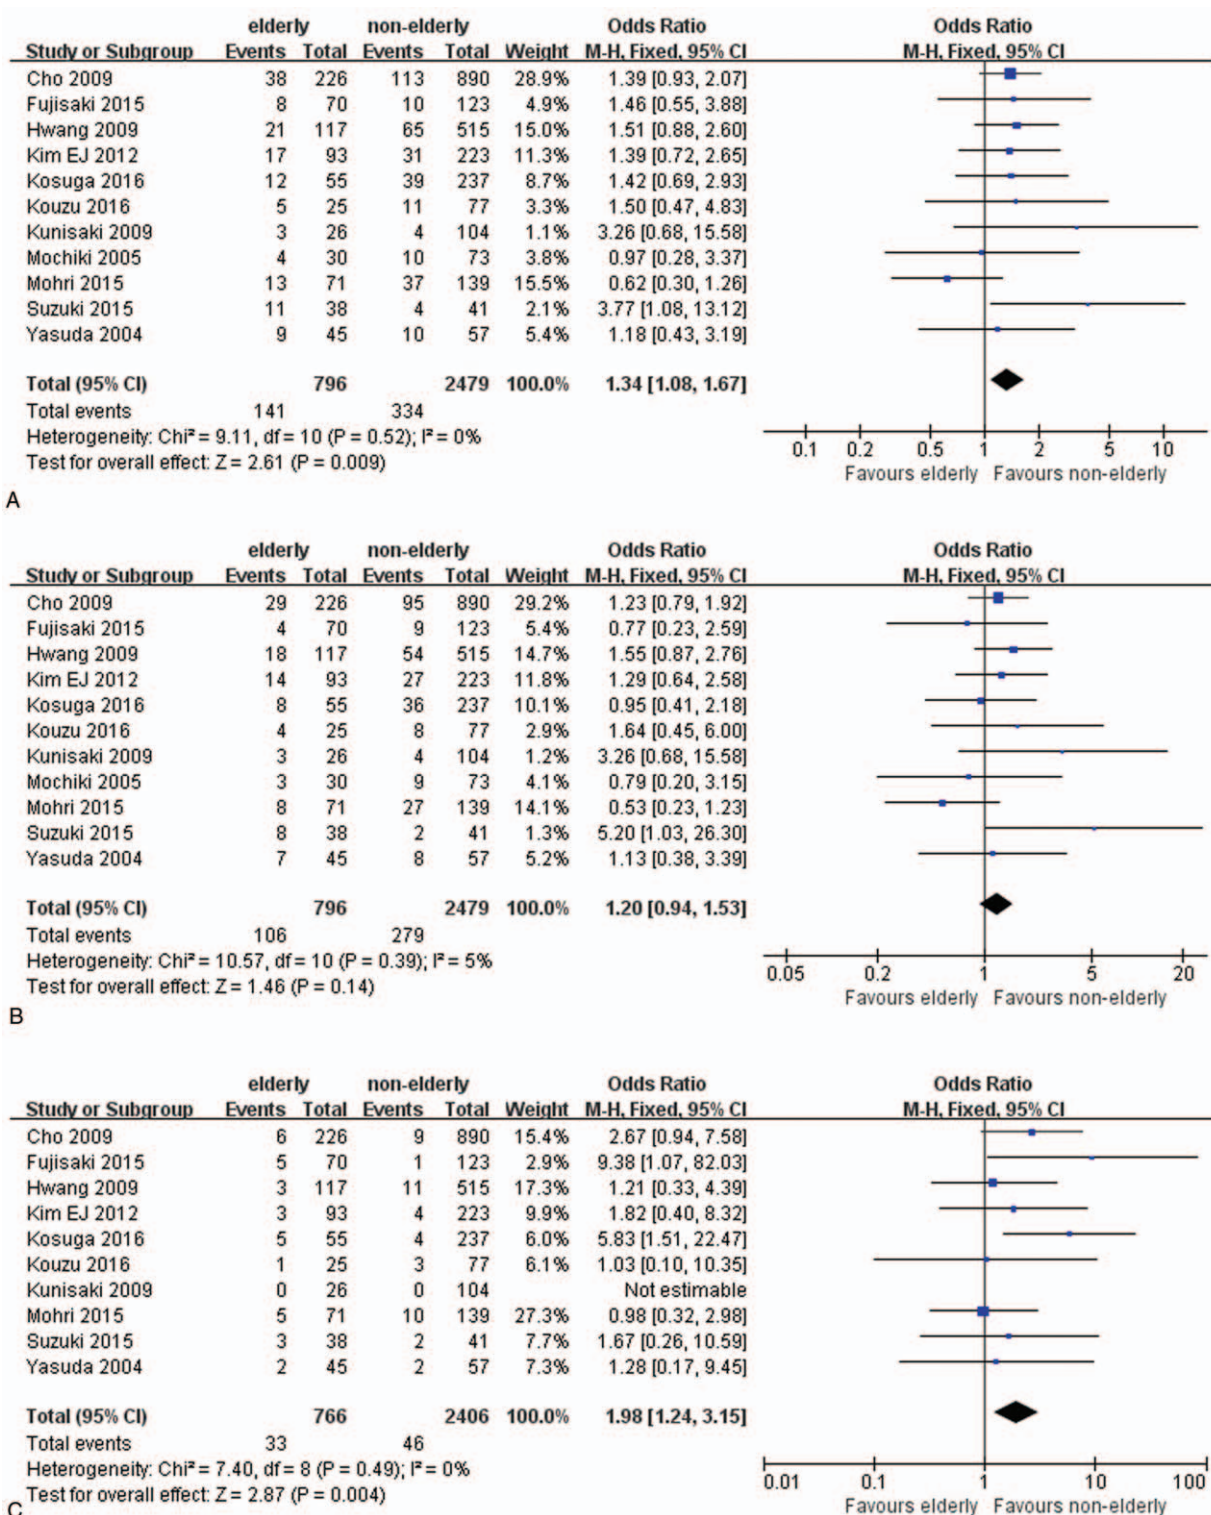 elderly non-elderly Odds Ratio Odds Ratio
Study or Subgroup Events Total Events Total Weight M-H, Fixed, 95% CI M-H, Fixed, 95% CI
Cho 2009 38 226 113 890 28.9% 1.39 [0.93, 2.07]
Fujisaki 2015 8 70 10 123 4.9% 1.46 [0.55, 3.88]
Hwang 2009 21 117 65 515 15.0% 1.51 [0.88, 2.60]
Kim EJ 2012 17 93 31 223 11.3% 1.39 [0.72, 2.65]
Kosuga 2016 12 55 39 237 8.7% 1.42 [0.69, 2.93]
Kouzu 2016 5 25 11 77 3.3% 1.50 [0.47, 4.83]
Kunisaki 2009 3 26 4 104 1.1% 3.26 [0.68, 15.58]
Mochiki 2005 4 30 10 73 3.8% 0.97 [0.28, 3.37]
Mohri 2015 13 71 37 139 15.5% 0.62 [0.30, 1.26]
Suzuki 2015 11 38 4 41 2.1% 3.77 [1.08, 13.12]
Yasuda 2004 9 45 10 57 5.4% 1.18 [0.43, 3.19]
Total (95% CI) 796 2479 100.0% 1.34 [1.08, 1.67]
Total events 141 334
Heterogeneity: Chi² = 9.11, df = 10 (P = 0.52); I² = 0%
Test for overall effect: Z = 2.61 (P = 0.009)
0.1 0.2 0.5 1 2 5 10
Favours elderly Favours non-elderly
A
elderly non-elderly Odds Ratio Odds Ratio
Study or Subgroup Events Total Events Total Weight M-H, Fixed, 95% CI M-H, Fixed, 95% CI
Cho 2009 29 226 95 890 29.2% 1.23 [0.79, 1.92]
Fujisaki 2015 4 70 9 123 5.4% 0.77 [0.23, 2.59]
Hwang 2009 18 117 54 515 14.7% 1.55 [0.87, 2.76]
Kim EJ 2012 14 93 27 223 11.8% 1.29 [0.64, 2.58]
Kosuga 2016 8 55 36 237 10.1% 0.95 [0.41, 2.18]
Kouzu 2016 4 25 8 77 2.9% 1.64 [0.45, 6.00]
Kunisaki 2009 3 26 4 104 1.2% 3.26 [0.68, 15.58]
Mochiki 2005 3 30 9 73 4.1% 0.79 [0.20, 3.15]
Mohri 2015 8 71 27 139 14.1% 0.53 [0.23, 1.23]
Suzuki 2015 8 38 2 41 1.3% 5.20 [1.03, 26.30]
Yasuda 2004 7 45 8 57 5.2% 1.13 [0.38, 3.39]
Total (95% CI) 796 2479 100.0% 1.20 [0.94, 1.53]
Total events 106 279
Heterogeneity: Chi² = 10.57, df = 10 (P = 0.39); I² = 5%
Test for overall effect: Z = 1.46 (P = 0.14)
0.05 0.2 1 5 20
Favours elderly Favours non-elderly
B
elderly non-elderly Odds Ratio Odds Ratio
Study or Subgroup Events Total Events Total Weight M-H, Fixed, 95% CI M-H, Fixed, 95% CI
Cho 2009 6 226 9 890 15.4% 2.67 [0.94, 7.58]
Fujisaki 2015 5 70 1 123 2.9% 9.38 [1.07, 82.03]
Hwang 2009 3 117 11 515 17.3% 1.21 [0.33, 4.39]
Kim EJ 2012 3 93 4 223 9.9% 1.82 [0.40, 8.32]
Kosuga 2016 5 55 4 237 6.0% 5.83 [1.51, 22.47]
Kouzu 2016 1 25 3 77 6.1% 1.03 [0.10, 10.35]
Kunisaki 2009 0 26 0 104 Not estimable
Mohri 2015 5 71 10 139 27.3% 0.98 [0.32, 2.98]
Suzuki 2015 3 38 2 41 7.7% 1.67 [0.26, 10.59]
Yasuda 2004 2 45 2 57 7.3% 1.28 [0.17, 9.45]
Total (95% CI) 766 2406 100.0% 1.98 [1.24, 3.15]
Total events 33 46
Heterogeneity: Chi² = 7.40, df = 8 (P = 0.49); I² = 0%
Test for overall effect: Z = 2.87 (P = 0.004)
0.01 0.1 1 10 100
Favours elderly Favours non-elderly
C